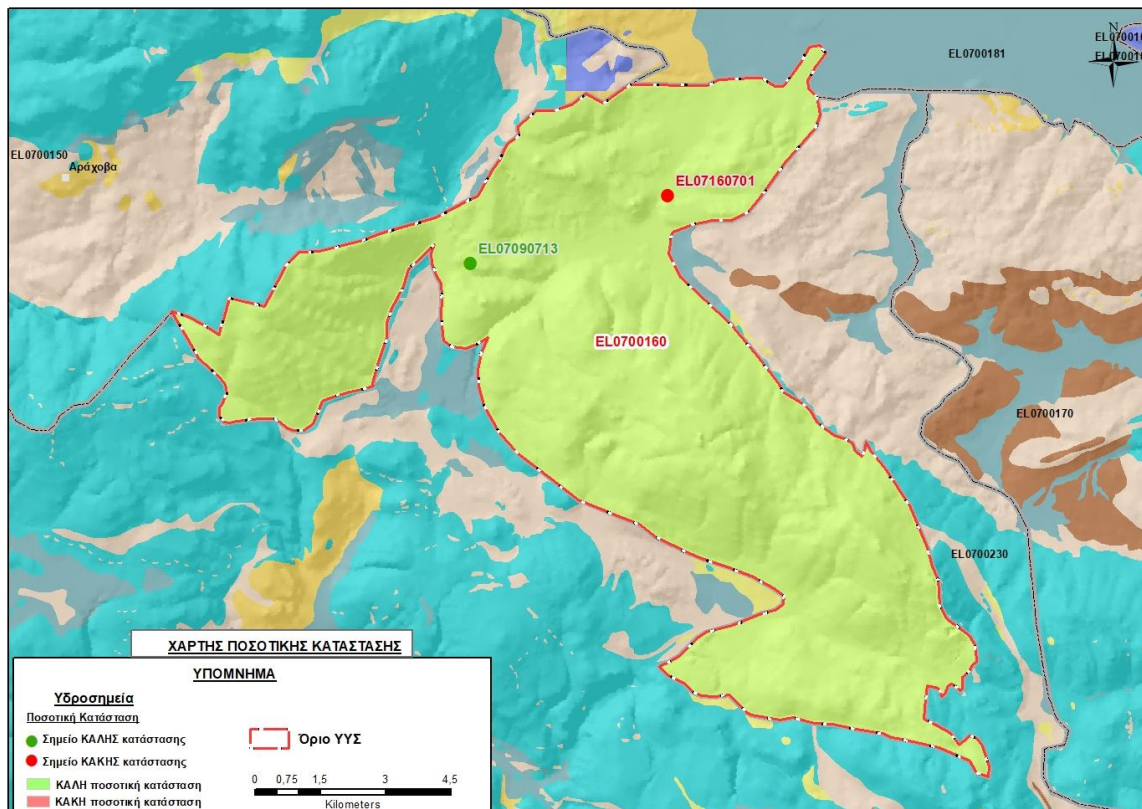 N
EL0700181
EL0700150
Αράχοβα
EL07160701
EL07090713
EL0700160
EL0700170
EL0700230
ΧΑΡΤΗΣ ΠΟΣΟΤΙΚΗΣ ΚΑΤΑΣΤΑΣΗΣ
ΥΠΟΜΝΗΜΑ
Υδροσημεία
Ποσοτική Κατάσταση
Σημείο ΚΑΛΗΣ κατάστασης
Σημείο ΚΑΚΗΣ κατάστασης
ΚΑΛΗ ποσοτική κατάσταση
ΚΑΚΗ ποσοτική κατάσταση
Όριο ΥΥΣ
0 0,75 1,5 3 4,5
Kilometers